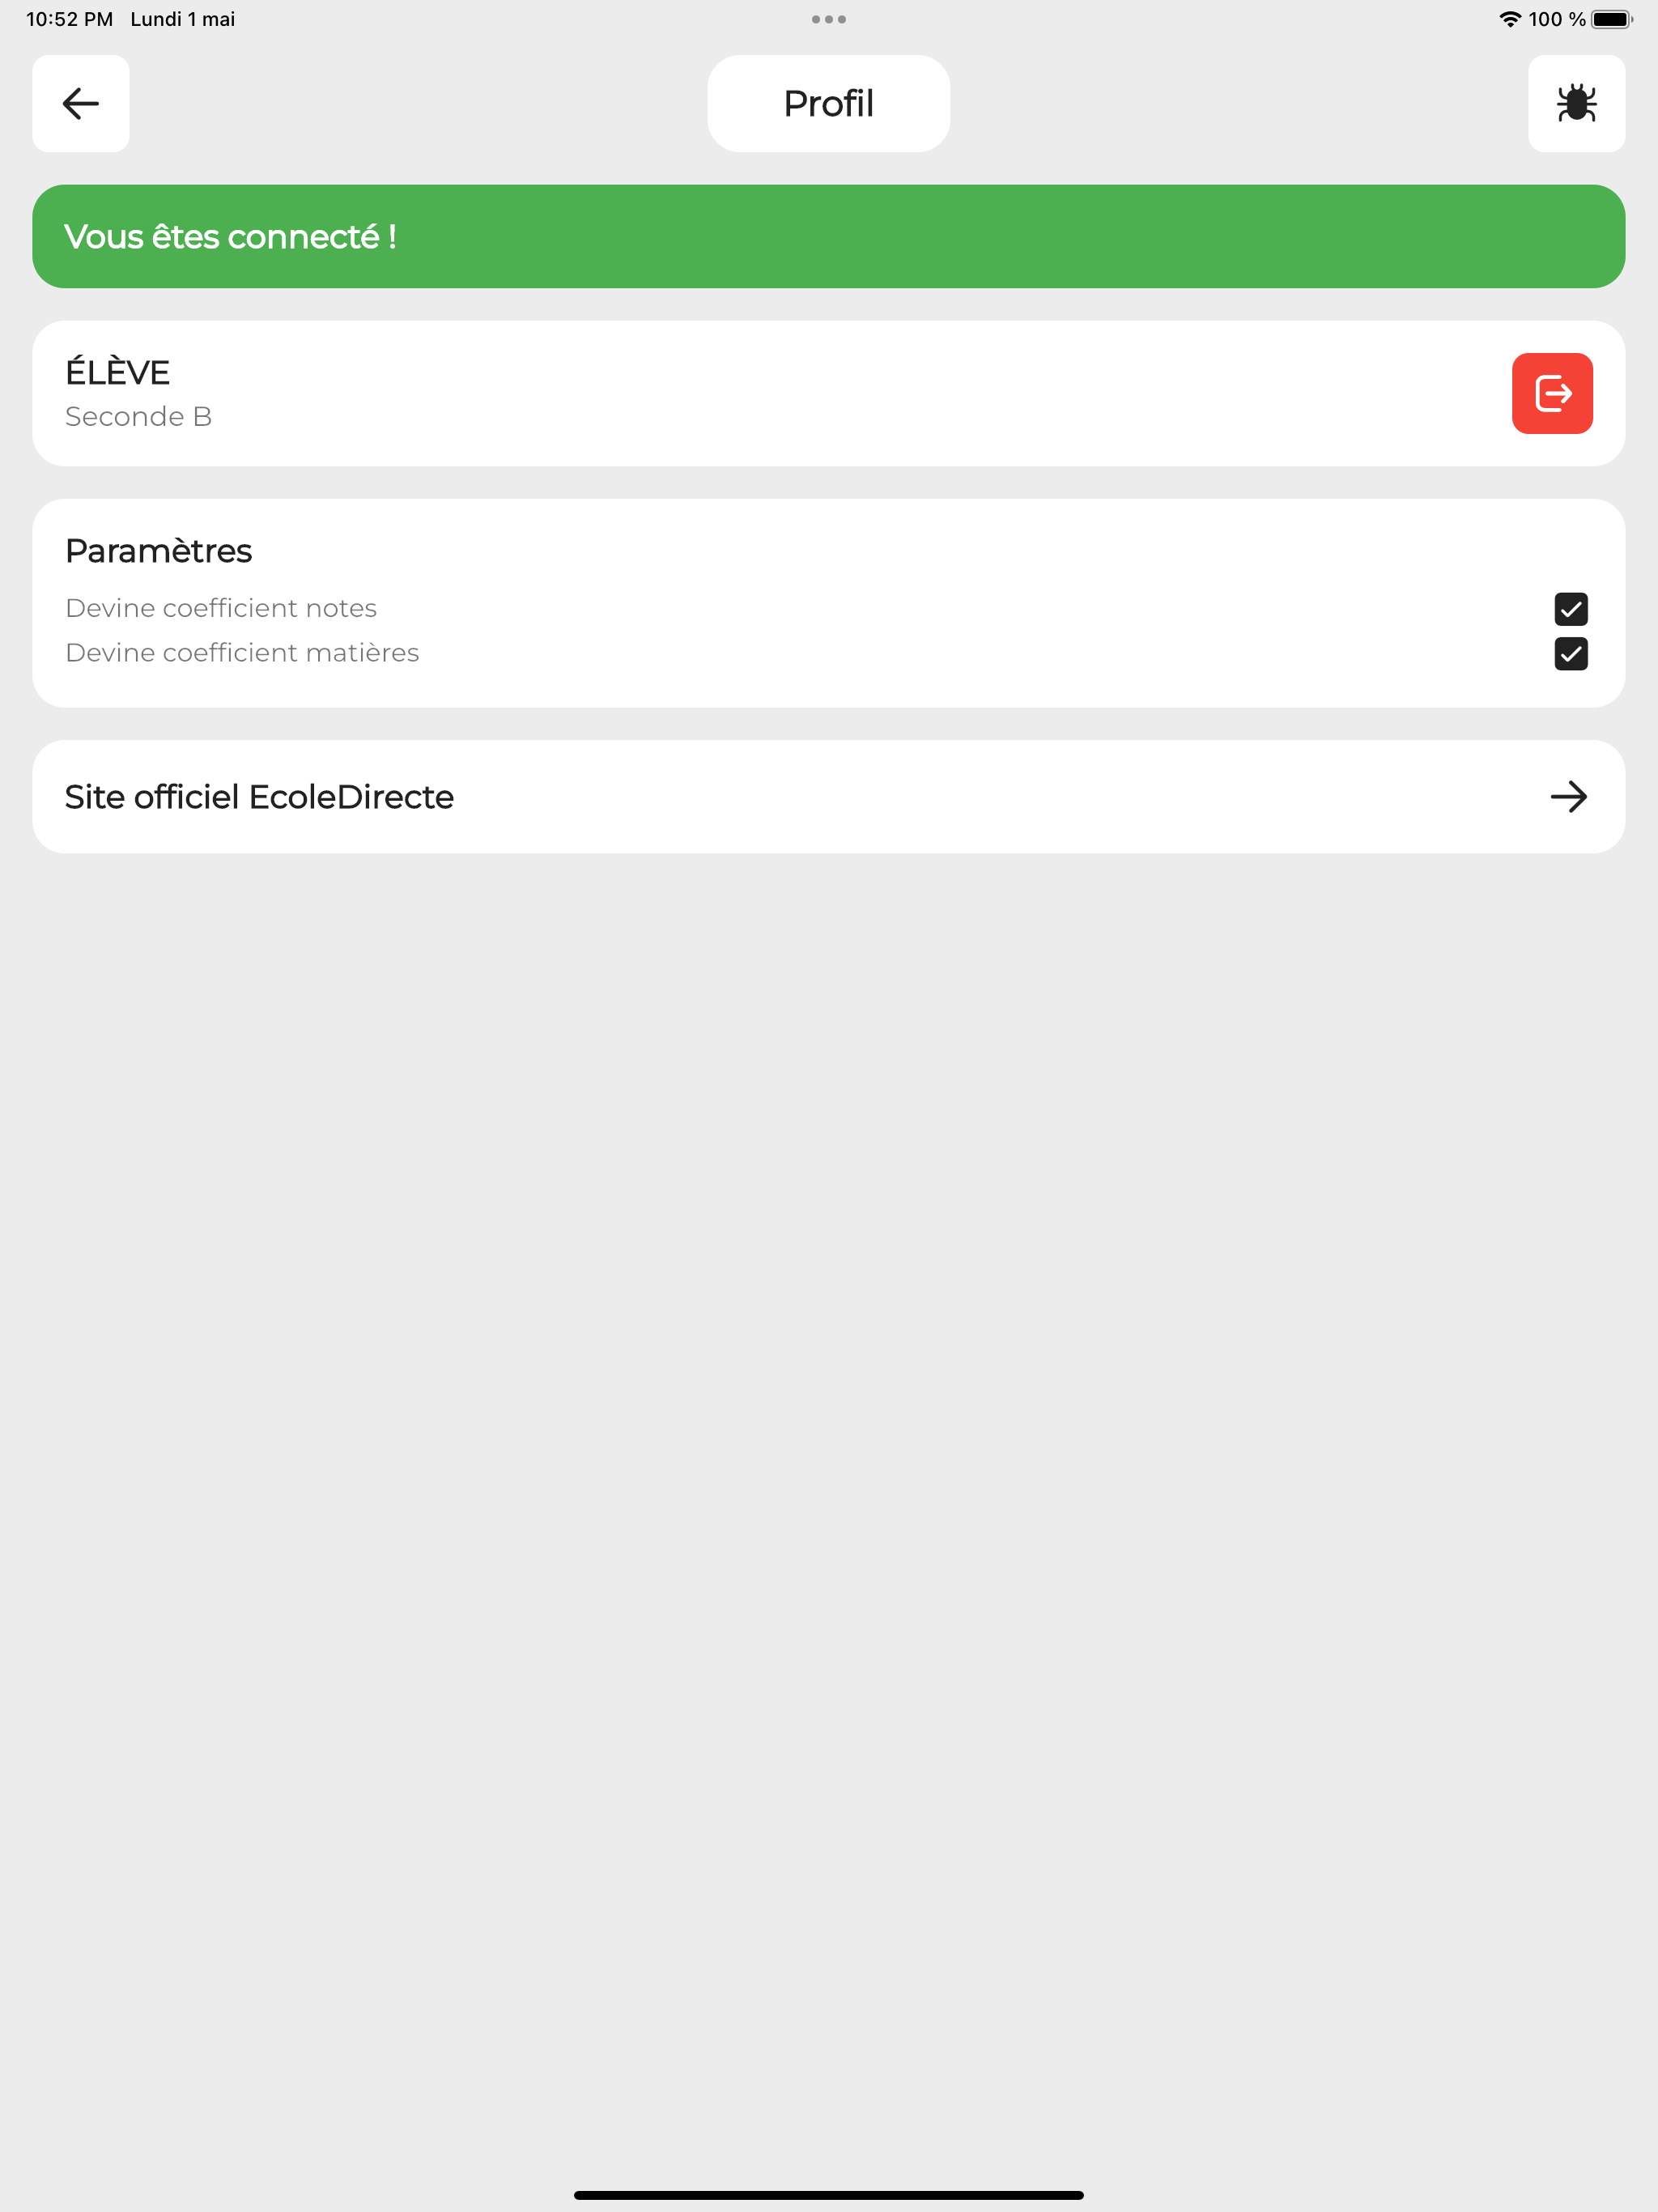 10:52 PM Lundi 1 mai
100 %
Profil
Vous êtes connecté !
ÉLÈVE
Seconde B
Paramètres
Devine coefficient notes
Devine coefficient matières
Site officiel EcoleDirecte